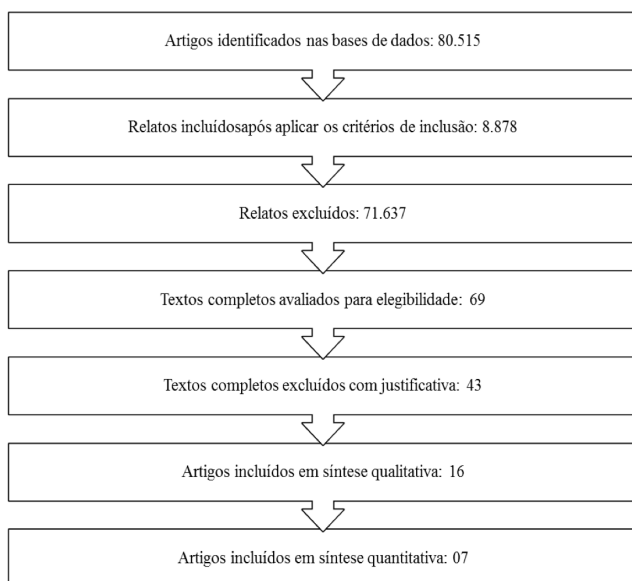 Artigos identificados nas bases de dados: 80.515
Relatos incluídosapós aplicar os critérios de inclusão: 8.878
Relatos excluídos: 71.637
Textos completos avaliados para elegibilidade: 69
Textos completos excluídos com justificativa: 43
Artigos incluídos em síntese qualitativa: 16
Artigos incluídos em síntese quantitativa: 07